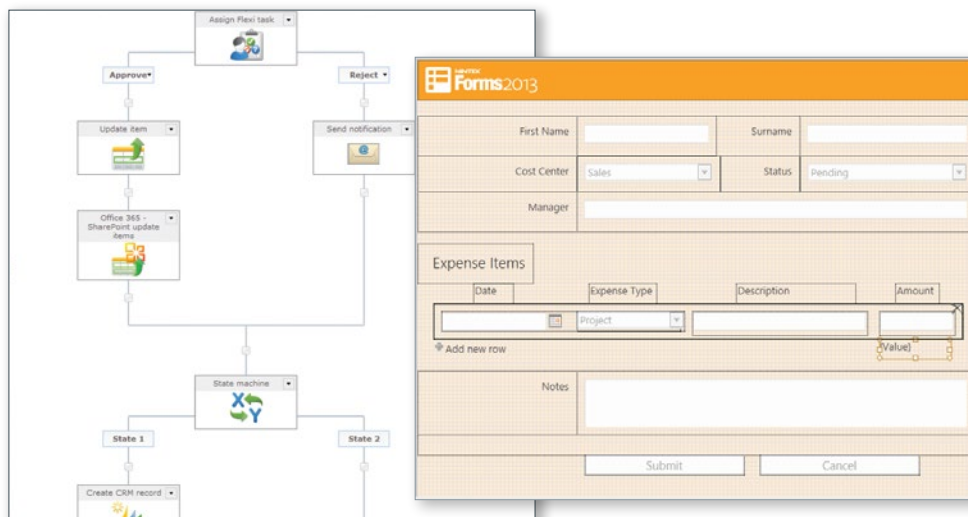 Assign Flexi task
Approve
Reject
Update item
Send notification
Office 365 -
SharePoint update
items
State machine
State 1
State 2
Create CRM record
NINTEX
Forms2013
First Name
Surname
Cost Center
Sales
Status
Pending
Manager
Expense Items
Date
Expense Type
Description
Amount
Project
Add new row
Value}
Notes
Submit
Cancel